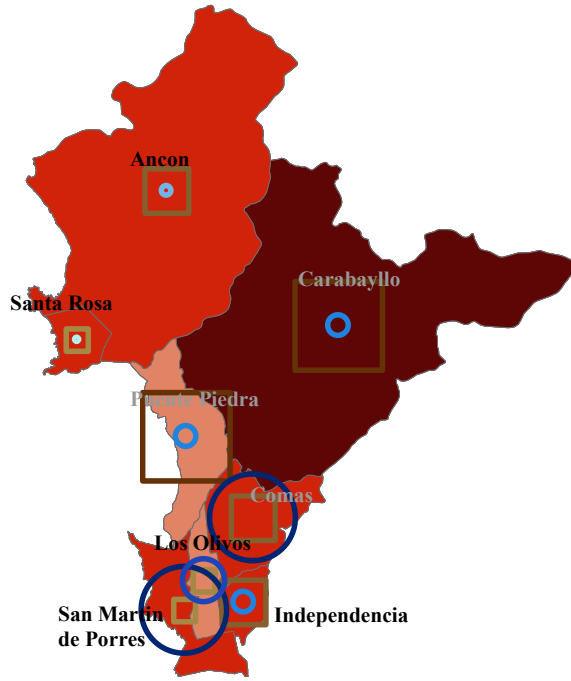 Ancon
Carabayllo
Santa Rosa
Puente Piedra
Comas
Los Olivos
San Martin
de Porres
Independencia